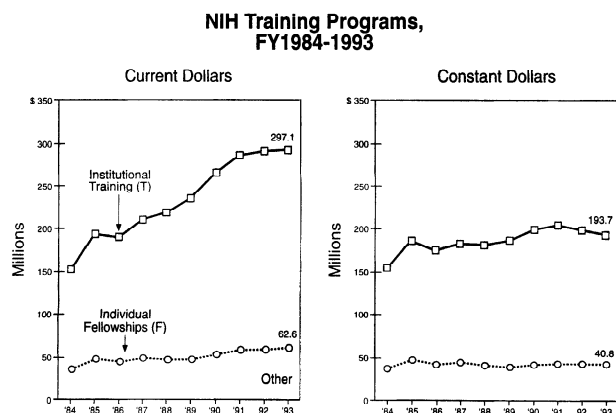 NIH Training Programs,
FY1984-1993
Current Dollars
$ 350
300
250
200
150
100
50
0
Millions
297.1
Institutional
Training (T)
Individual
Fellowships (F)
62.6
Other
'84 '85 '86 '87 '88 '89 '90 '91 '92 '93
Constant Dollars
$ 350
300
250
200
150
100
50
0
Millions
193.7
40.8
'84 '85 '86 '87 '88 '89 '90 '91 '92 '93